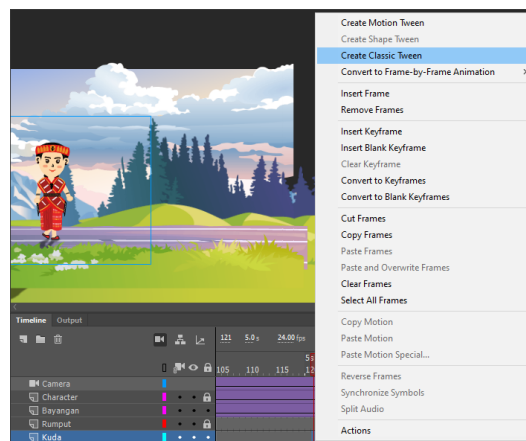 Create Motion Tween
Create Shape Tween
Create Classic Tween
Convert to Frame-by-Frame Animation
Insert Frame
Remove Frames
Insert Keyframe
Insert Blank Keyframe
Clear Keyframe
Convert to Keyframes
Convert to Blank Keyframes
Cut Frames
Copy Frames
Paste Frames
Paste and Overwrite Frames
Clear Frames
Select All Frames
Copy Motion
Paste Motion
Paste Motion Special...
Reverse Frames
Synchronize Symbols
Split Audio
Actions
Timeline Output
121 5.0 s 24.00 fps
5s
105 110 115
Camera
Character
Bayangan
Rumput
Kuda